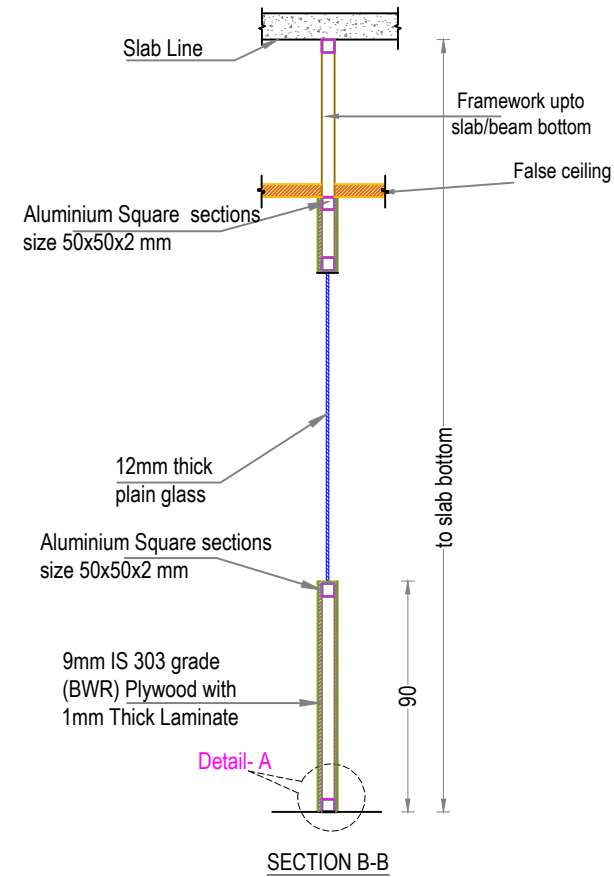 Slab Line
Framework upto
slab/beam bottom
False ceiling
Aluminium Square sections
size 50x50x2 mm
12mm thick
plain glass
to slab bottom
Aluminium Square sections
size 50x50x2 mm
9mm IS 303 grade
(BWR) Plywood with
1mm Thick Laminate
90
Detail- A
SECTION B-B